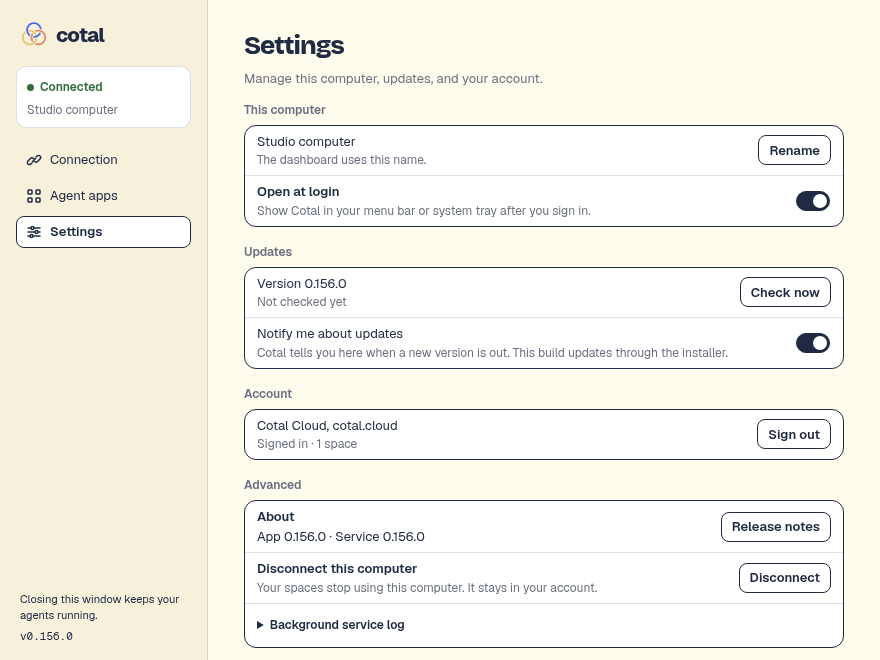 cotal
Connected
Studio computer
Connection
Agent apps
Settings
Closing this window keeps your
agents running.
v0.156.0
Settings
Manage this computer, updates, and your account.
This computer
Studio computer
The dashboard uses this name.
Rename
Open at login
Show Cotal in your menu bar or system tray after you sign in.
Updates
Version 0.156.0
Not checked yet
Check now
Notify me about updates
Cotal tells you here when a new version is out. This build updates through the installer.
Account
Cotal Cloud, cotal.cloud
Signed in · 1 space
Sign out
Advanced
About
App 0.156.0 · Service 0.156.0
Release notes
Disconnect this computer
Your spaces stop using this computer. It stays in your account.
Disconnect
Background service log